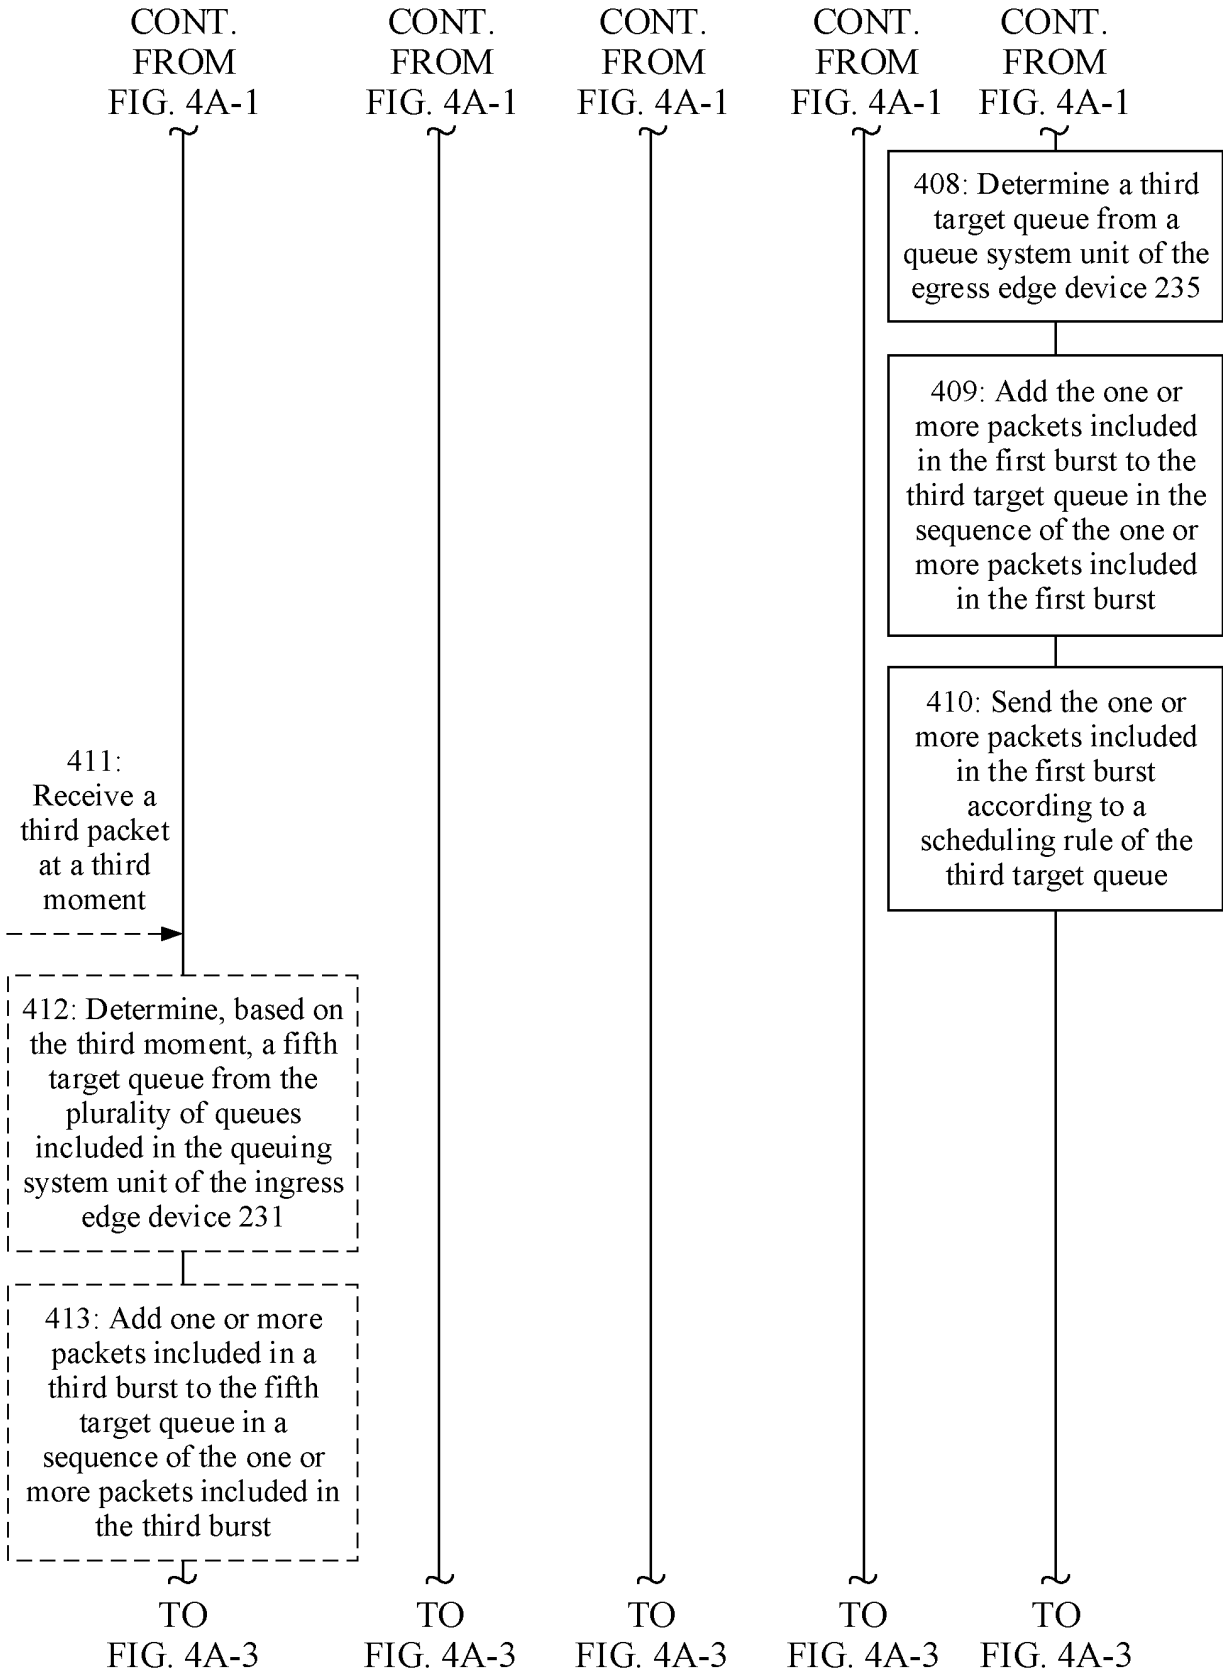 CONT.
FROM
FIG. 4A-1
CONT.
FROM
FIG. 4A-1
CONT.
FROM
FIG. 4A-1
CONT.
FROM
FIG. 4A-1
CONT.
FROM
FIG. 4A-1
408: Determine a third
target queue from a
queue system unit of the
egress edge device 235
409: Add the one or
more packets included
in the first burst to the
third target queue in the
sequence of the one or
more packets included
in the first burst
410: Send the one or
more packets included
in the first burst
according to a
scheduling rule of the
third target queue
411:
Receive a
third packet
at a third
moment
412: Determine, based on
the third moment, a fifth
target queue from the
plurality of queues
included in the queuing
system unit of the ingress
edge device 231
413: Add one or more
packets included in a
third burst to the fifth
target queue in a
sequence of the one or
more packets included in
the third burst
TO
FIG. 4A-3
TO
FIG. 4A-3
TO
FIG. 4A-3
TO
FIG. 4A-3
TO
FIG. 4A-3